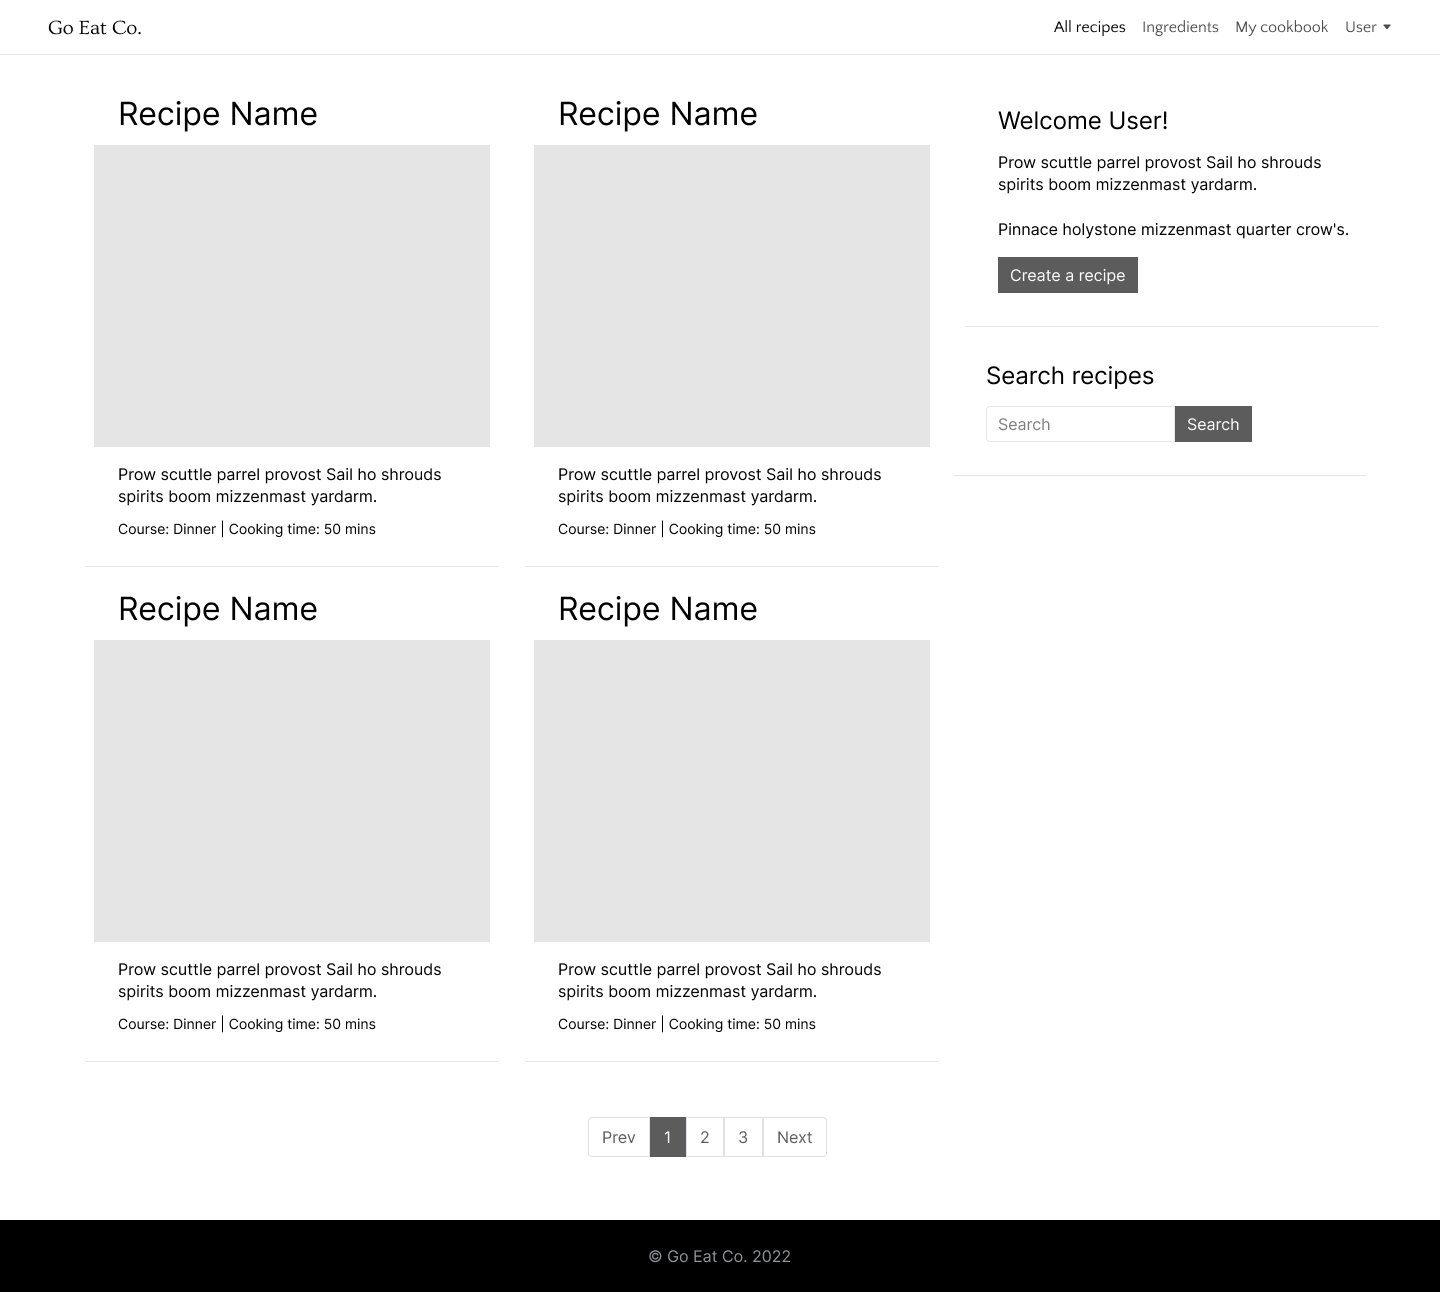 Go Eat Co.
All recipes Ingredients My cookbook User
Recipe Name
Prow scuttle parrel provost Sail ho shrouds
spirits boom mizzenmast yardarm.
Course: Dinner | Cooking time: 50 mins
Recipe Name
Prow scuttle parrel provost Sail ho shrouds
spirits boom mizzenmast yardarm.
Course: Dinner | Cooking time: 50 mins
Recipe Name
Prow scuttle parrel provost Sail ho shrouds
spirits boom mizzenmast yardarm.
Course: Dinner | Cooking time: 50 mins
Recipe Name
Prow scuttle parrel provost Sail ho shrouds
spirits boom mizzenmast yardarm.
Course: Dinner | Cooking time: 50 mins
Welcome User!
Prow scuttle parrel provost Sail ho shrouds
spirits boom mizzenmast yardarm.
Pinnace holystone mizzenmast quarter crow's.
Create a recipe
Search recipes
Search Search
Prev 1 2 3 Next
© Go Eat Co. 2022